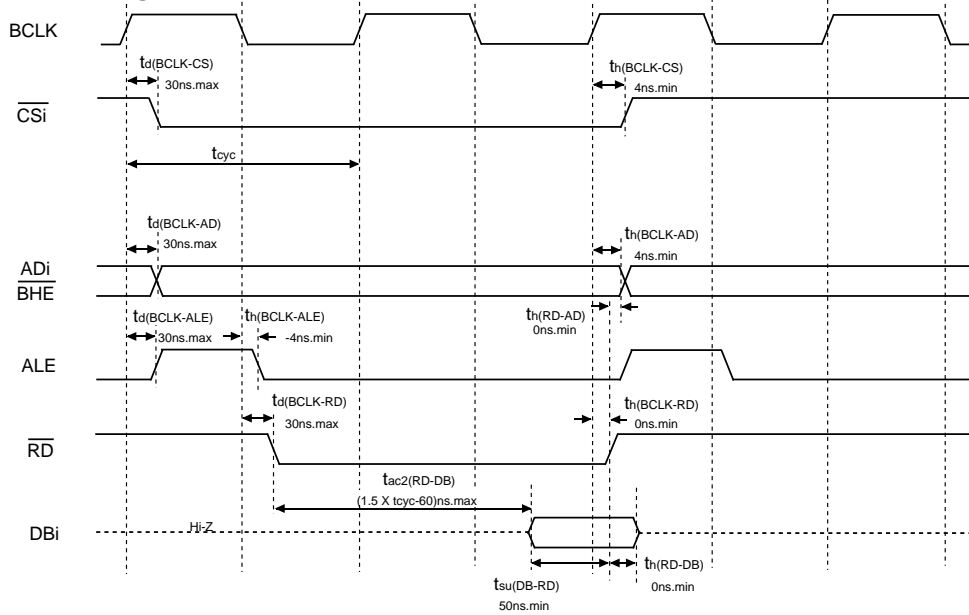 BCLK
td(BCLK-CS)
30ns.max
th(BCLK-CS)
4ns.min
CSi
tcyc
td(BCLK-AD)
30ns.max
th(BCLK-AD)
4ns.min
ADi
BHE
td(BCLK-ALE)
30ns.max
th(BCLK-ALE)
-4ns.min
th(RD-AD)
0ns.min
ALE
td(BCLK-RD)
30ns.max
th(BCLK-RD)
0ns.min
RD
tac2(RD-DB)
(1.5 X tcyc-60)ns.max
Hi-Z
DBi
tsu(DB-RD)
50ns.min
th(RD-DB)
0ns.min